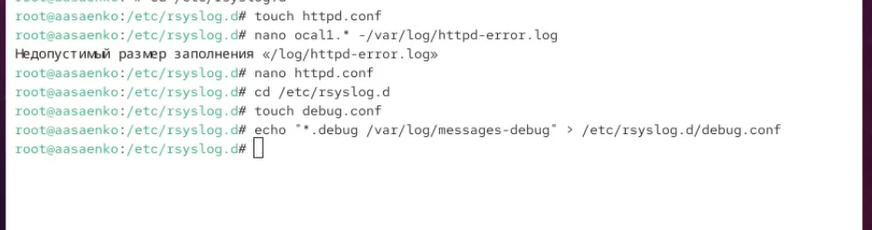 root@aasaenko:/etc/rsyslog.d# touch httpd.conf
root@aasaenko:/etc/rsyslog.d# nano ocal1.* -/var/log/httpd-error.log
Недопустимый размер заполнения «/log/httpd-error.log»
root@aasaenko:/etc/rsyslog.d# nano httpd.conf
root@aasaenko:/etc/rsyslog.d# cd /etc/rsyslog.d
root@aasaenko:/etc/rsyslog.d# touch debug.conf
root@aasaenko:/etc/rsyslog.d# echo "*.debug /var/log/messages-debug" > /etc/rsyslog.d/debug.conf
root@aasaenko:/etc/rsyslog.d#